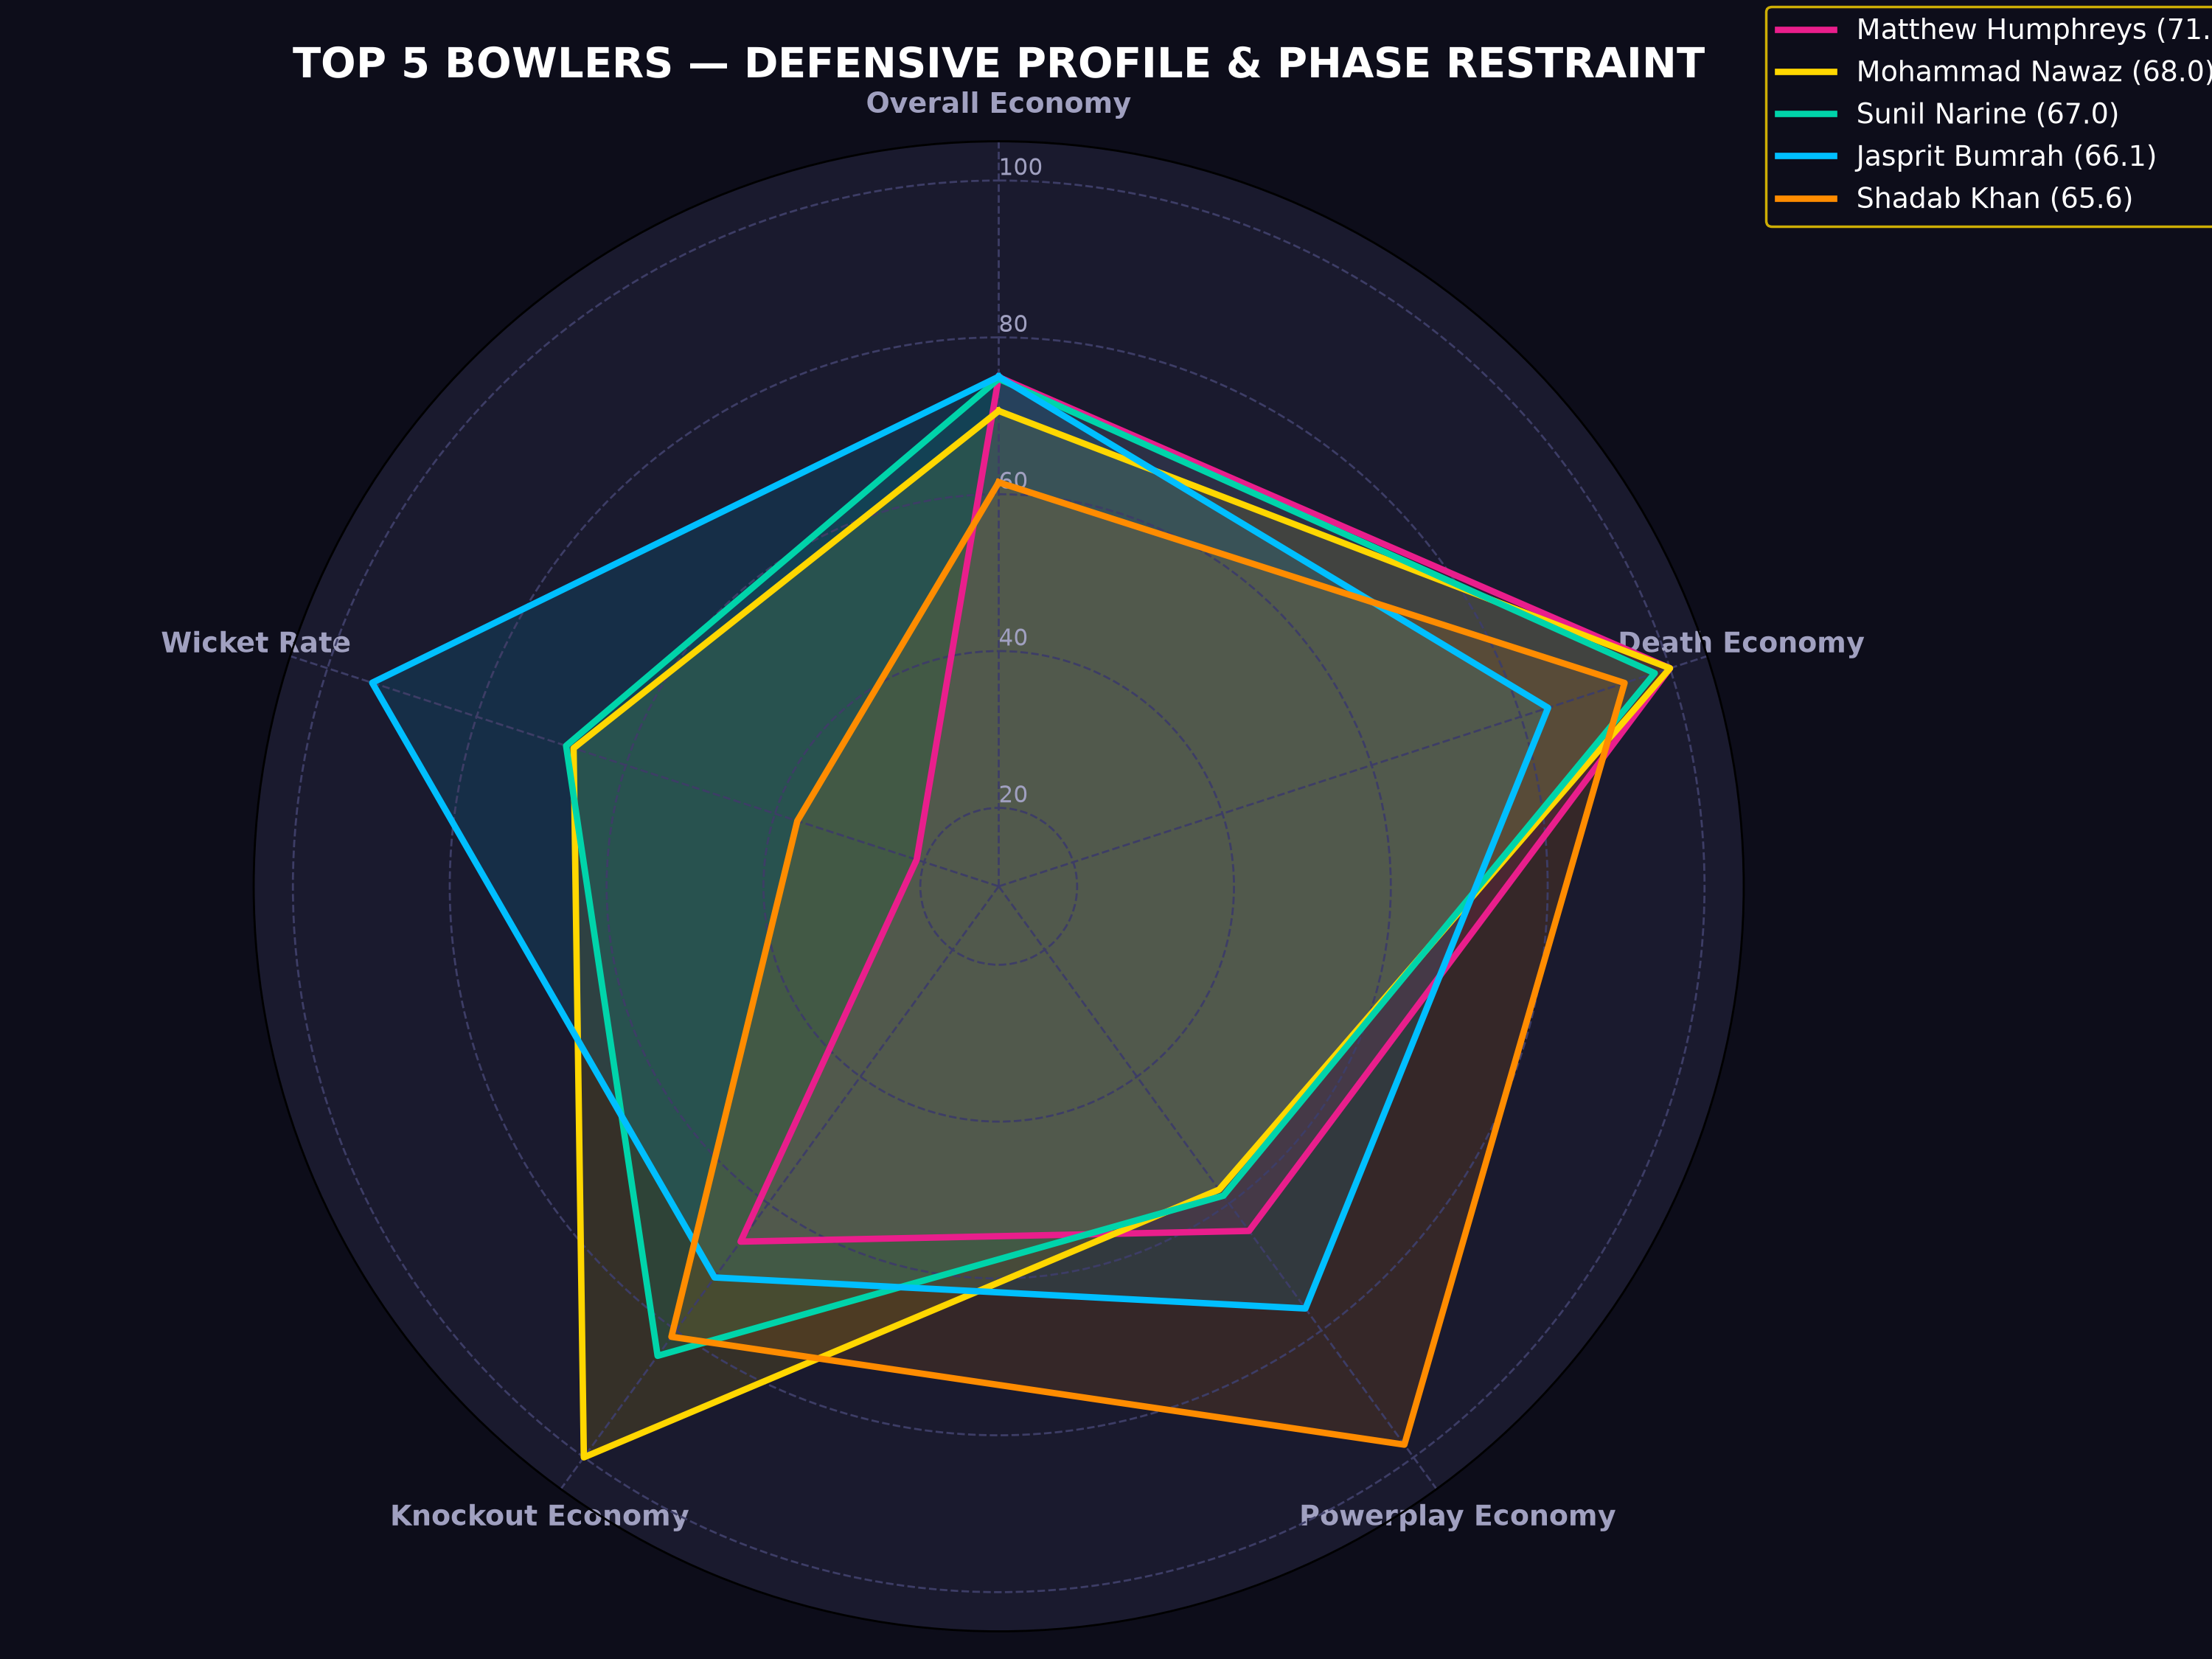 TOP 5 BOWLERS — DEFENSIVE PROFILE & PHASE RESTRAINT
Matthew Humphreys (71.
Mohammad Nawaz (68.0)
Sunil Narine (67.0)
Jasprit Bumrah (66.1)
Shadab Khan (65.6)
Overall Economy
100
80
60
40
20
Wicket Rate
Death Economy
Knockout Economy
Powerplay Economy